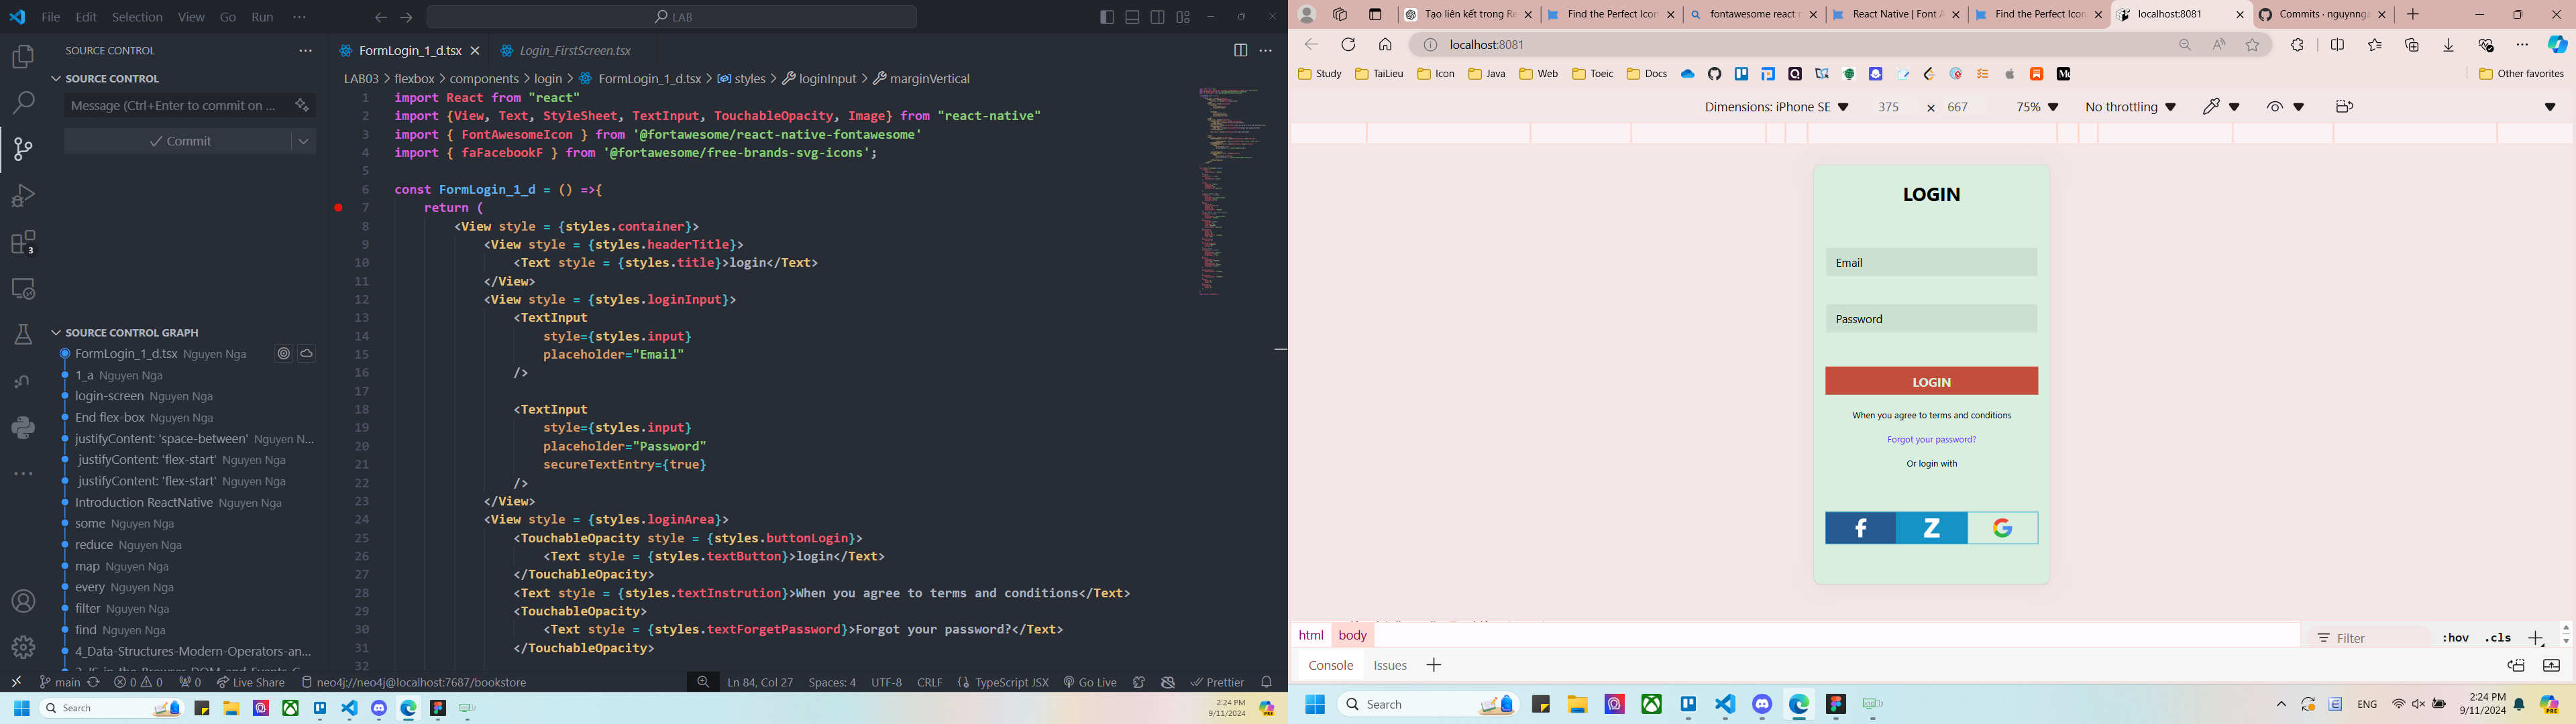 File Edit Selection View Go Run ··· LAB
SOURCE CONTROL
SOURCE CONTROL
Message (Ctrl+Enter to commit on ...
Commit
SOURCE CONTROL GRAPH
FormLogin_1_d.tsx Nguyen Nga
1_a Nguyen Nga
login-screen Nguyen Nga
End flex-box Nguyen Nga
justifyContent: 'space-between' Nguyen N...
justifyContent: 'flex-start' Nguyen Nga
justifyContent: 'flex-start' Nguyen Nga
Introduction ReactNative Nguyen Nga
some Nguyen Nga
reduce Nguyen Nga
map Nguyen Nga
every Nguyen Nga
filter Nguyen Nga
find Nguyen Nga
4_Data-Structures-Modern-Operators-an...
3
FormLogin_1_d.tsx Login_FirstScreen.tsx
LAB03 > flexbox > components > login > FormLogin_1_d.tsx > styles > loginInput > marginVertical
1 import React from "react"
2 import {View, Text, StyleSheet, TextInput, TouchableOpacity, Image} from "react-native"
3 import { FontAwesomeIcon } from '@fortawesome/react-native-fontawesome'
4 import { faFacebookF } from '@fortawesome/free-brands-svg-icons';
5
6 const FormLogin_1_d = () =>{
7 return (
8 <View style = {styles.container}>
9 <View style = {styles.headerTitle}>
10 <Text style = {styles.title}>login</Text>
11 </View>
12 <View style = {styles.loginInput}>
13 <TextInput
14 style={styles.input}
15 placeholder="Email"
16 />
17
18 <TextInput
19 style={styles.input}
20 placeholder="Password"
21 secureTextEntry={true}
22 />
23 </View>
24 <View style = {styles.loginArea}>
25 <TouchableOpacity style = {styles.buttonLogin}>
26 <Text style = {styles.textButton}>login</Text>
27 </TouchableOpacity>
28 <Text style = {styles.textInstrution}>When you agree to terms and conditions</Text>
29 <TouchableOpacity>
30 <Text style = {styles.textForgetPassword}>Forgot your password?</Text>
31 </TouchableOpacity>
32
main 0 0 0 Live Share neo4j://neo4j@localhost:7687/bookstore Ln 84, Col 27 Spaces: 4 UTF-8 CRLF TypeScript JSX Go Live Prettier
Search 2:24 PM
9/11/2024
Tạo liên kết trong Re Find the Perfect Icon fontawesome react n React Native | Font A Find the Perfect Icon localhost:8081 Commits · nguynnga
localhost:8081
Study TaiLieu Icon Java Web Toeic Docs Other favorites
Dimensions: iPhone SE 375 × 667 75% No throttling
LOGIN
Email
Password
LOGIN
When you agree to terms and conditions
Forgot your password?
Or login with
f Z G
html body Filter :hov .cls
Console Issues
Search ENG 2:24 PM
9/11/2024